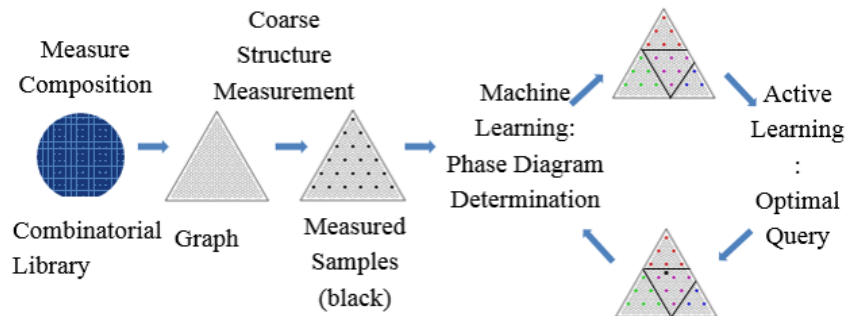 Measure
Composition
Combinatorial
Library
Graph
Coarse
Structure
Measurement
Measured
Samples
(black)
Machine
Learning:
Phase Diagram
Determination
Active
Learning
:
Optimal
Query